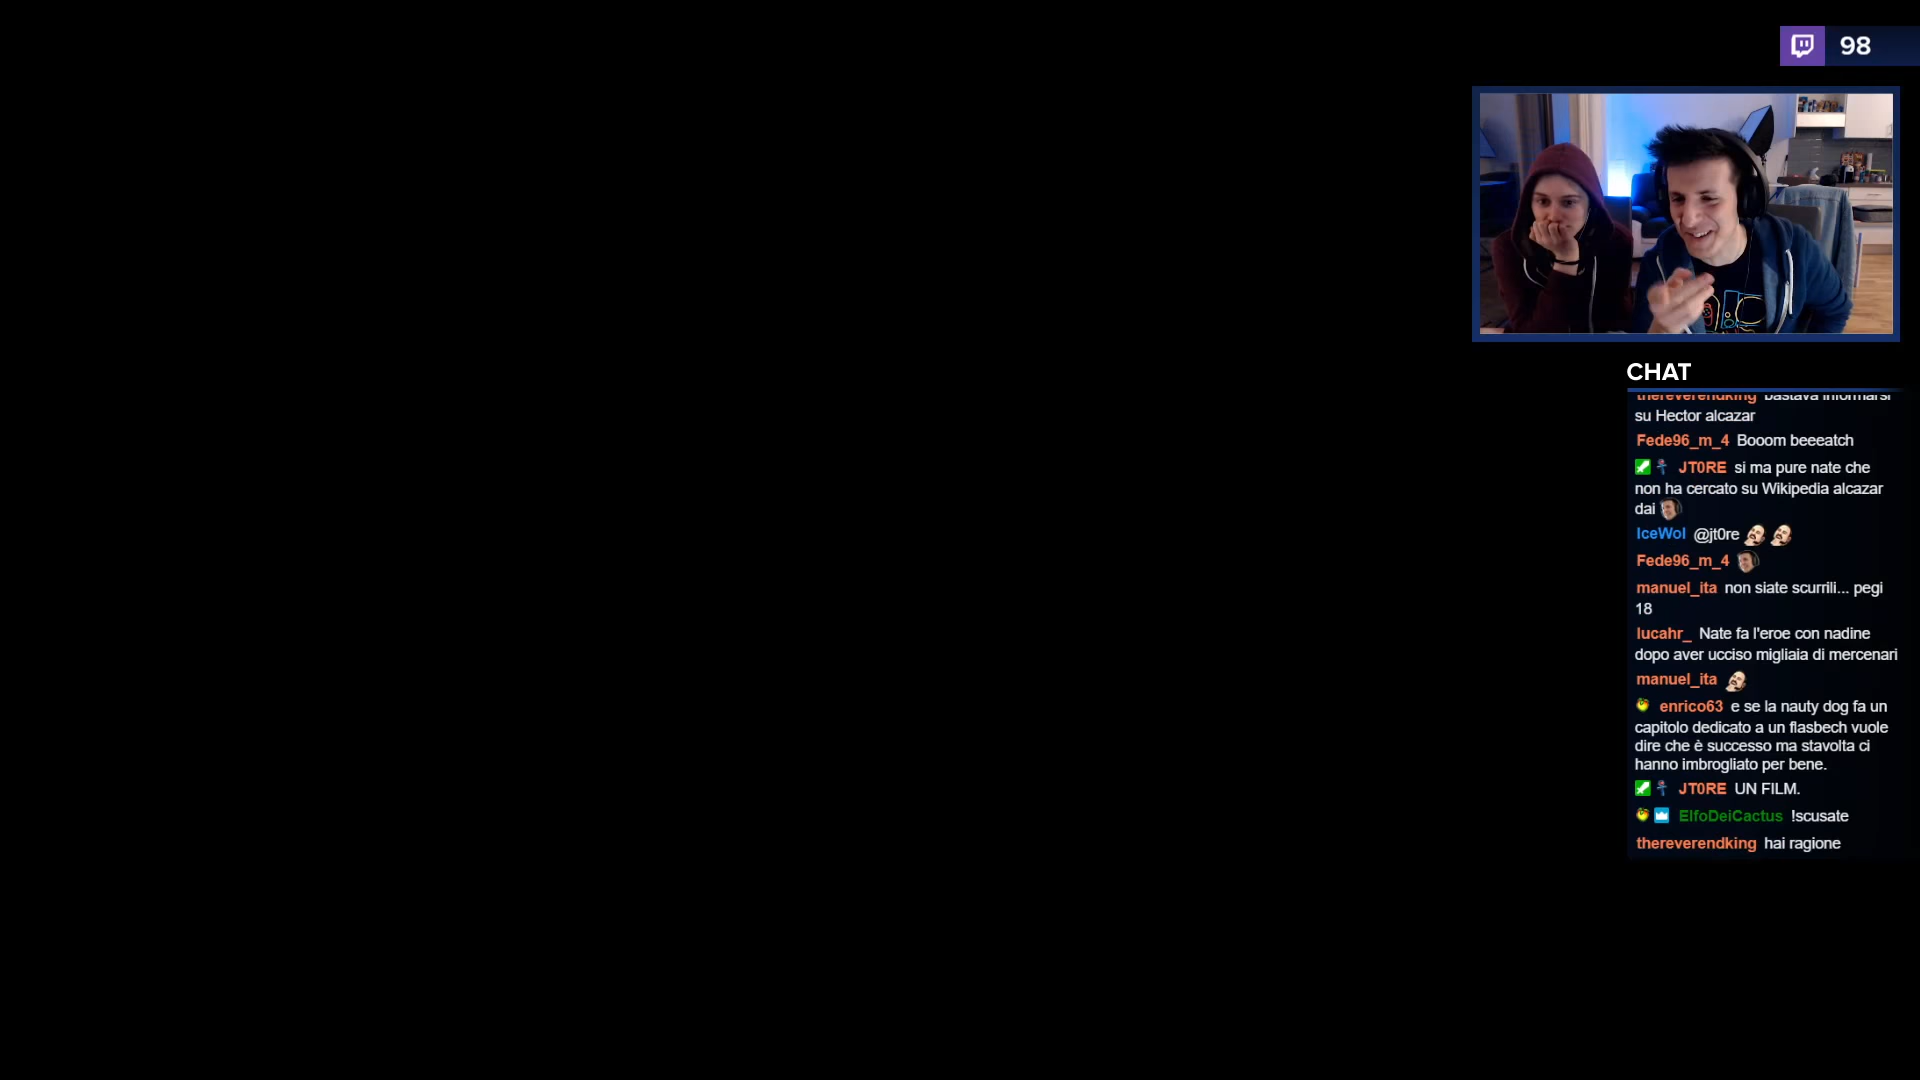 98
CHAT
thereverendking bastava informarsi
su Hector alcazar
Fede96_m_4 Booom beeeatch
JT0RE si ma pure nate che
non ha cercato su Wikipedia alcazar
dai
IceWol @jt0re
Fede96_m_4
manuel_ita non siate scurrili... pegi
18
lucahr_ Nate fa l'eroe con nadine
dopo aver ucciso migliaia di mercenari
manuel_ita
enrico63 e se la nauty dog fa un
capitolo dedicato a un flasbech vuole
dire che è successo ma stavolta ci
hanno imbrogliato per bene.
JT0RE UN FILM.
ElfoDeiCactus !scusate
thereverendking hai ragione